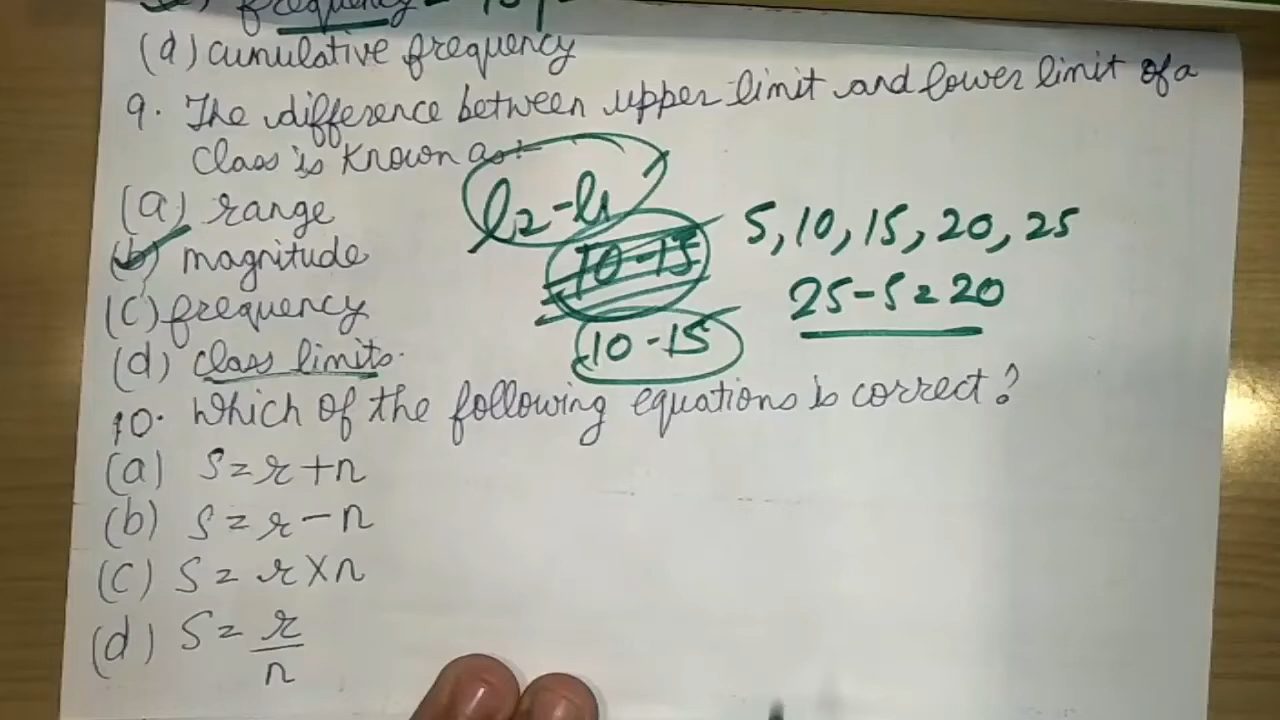 frequency
(d) cumulative frequency
9. The difference between upper limit and lower limit of a
class is known as:-
(a) range
(b) magnitude
(c) frequency
(d) class limits.
l2-l1
10-15
10-15
5, 10, 15, 20, 25
25-5=20
10. Which of the following equations is correct?
(a) S=r+n
(b) S=r-n
(c) S=r×n
(d) S=r/n